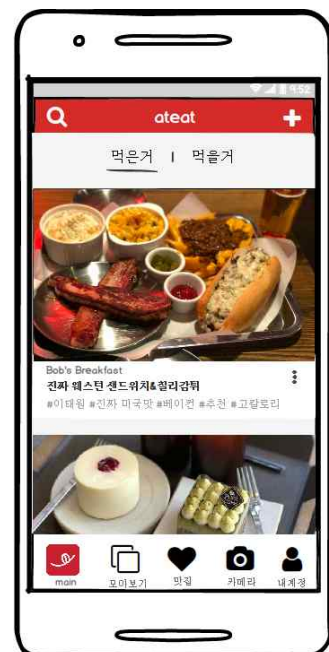 9:52
ateat
먹은거 | 먹을거
Bob's Breakfast
진짜 웨스턴 샌드위치&칠리감튀
#이태원 #진짜 미국맛 #베이컨 #추천 #고칼로리
main
모아보기
맛집
카메라
내계정